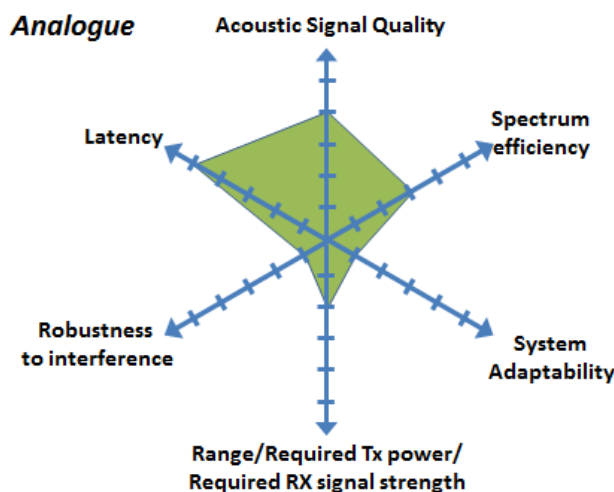 Analogue
Acoustic Signal Quality
Latency
Spectrum
efficiency
Robustness
to interference
System
Adaptability
Range/Required Tx power/
Required RX signal strength